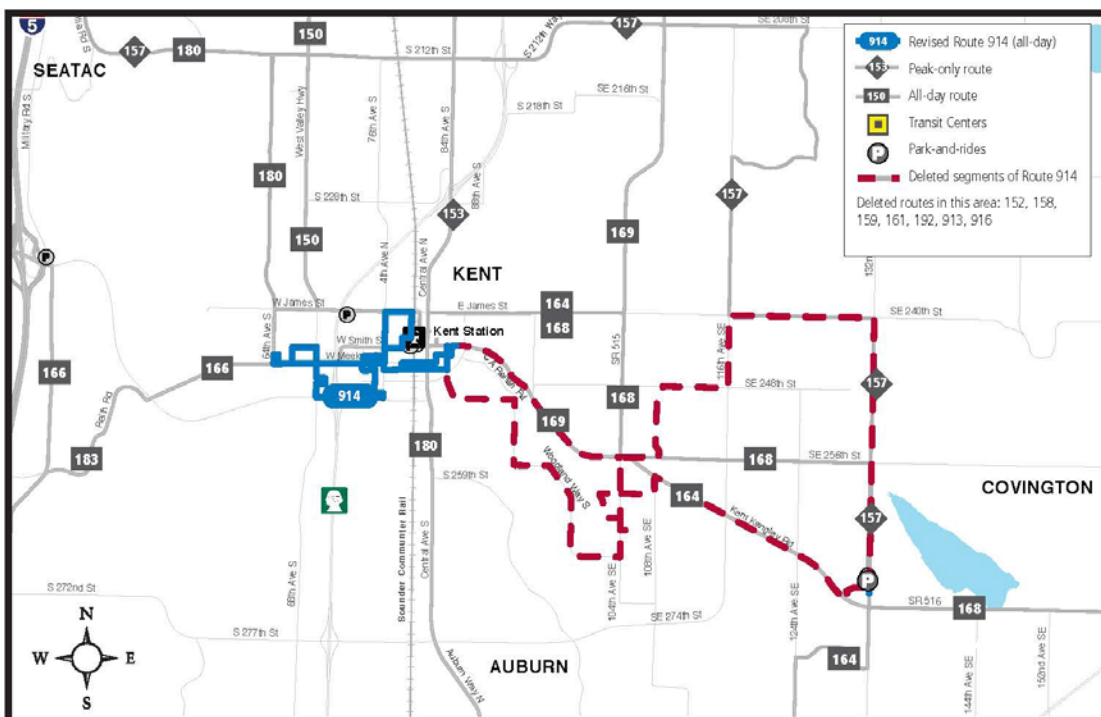 5
157
180
150
S 212th St
S 212th Way
157
SE 208th St
SEATAC
Military Rd S
West Valley Hwy
76th Ave S
84th Ave S
88th Ave S
S 218th St
SE 216th St
180
150
S 228th St
153
169
157
KENT
4th Ave N
Central Ave N
W James St
E James St
164
168
SE 240th St
Kent Station
W Smith St
64th Ave S
166
166
914
SR 515
116th Ave SE
SE 248th St
157
168
169
Reith Rd
183
180
S 259th St
Woodland Way S
168
SE 256th St
164
COVINGTON
Kent Kangley Rd
157
68th Ave S
Sounder Commuter Rail
Central Ave S
104th Ave SE
108th Ave SE
124th Ave SE
P
S 272nd St
SE 274th St
SR 516
168
S 277th St
AUBURN
Auburn Way N
164
144th Ave SE
152nd Ave SE
N
W
E
S
914 Revised Route 914 (all-day)
153 Peak-only route
150 All-day route
Transit Centers
P Park-and-rides
Deleted segments of Route 914
Deleted routes in this area: 152, 158,
159, 161, 192, 913, 916